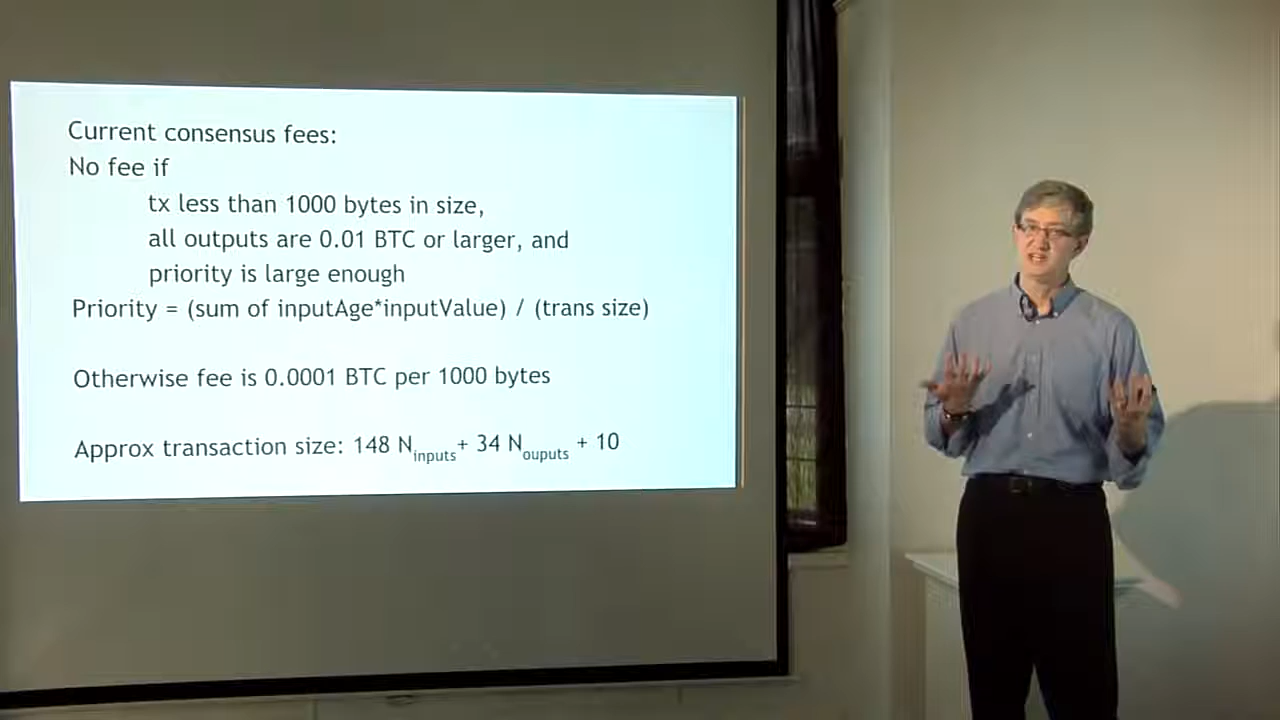 Current consensus fees:
No fee if
tx less than 1000 bytes in size,
all outputs are 0.01 BTC or larger, and
priority is large enough
Priority = (sum of inputAge*inputValue) / (trans size)
Otherwise fee is 0.0001 BTC per 1000 bytes
Approx transaction size: 148 N inputs + 34 N ouputs + 10